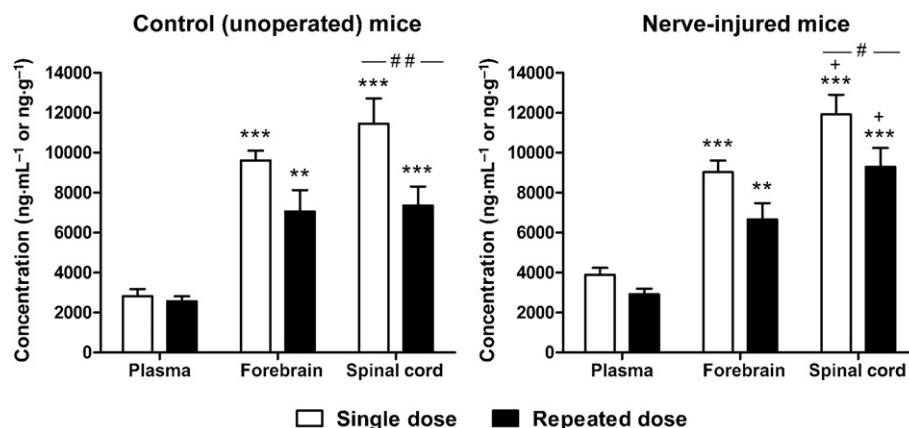 Control (unoperated) mice
Concentration (ng·mL⁻¹ or ng·g⁻¹)
14000
12000
10000
8000
6000
4000
2000
0
***
**
***
***
##
Plasma
Forebrain
Spinal cord
Nerve-injured mice
Concentration (ng·mL⁻¹ or ng·g⁻¹)
14000
12000
10000
8000
6000
4000
2000
0
***
**
#
+
***
+
***
Plasma
Forebrain
Spinal cord
Single dose
Repeated dose